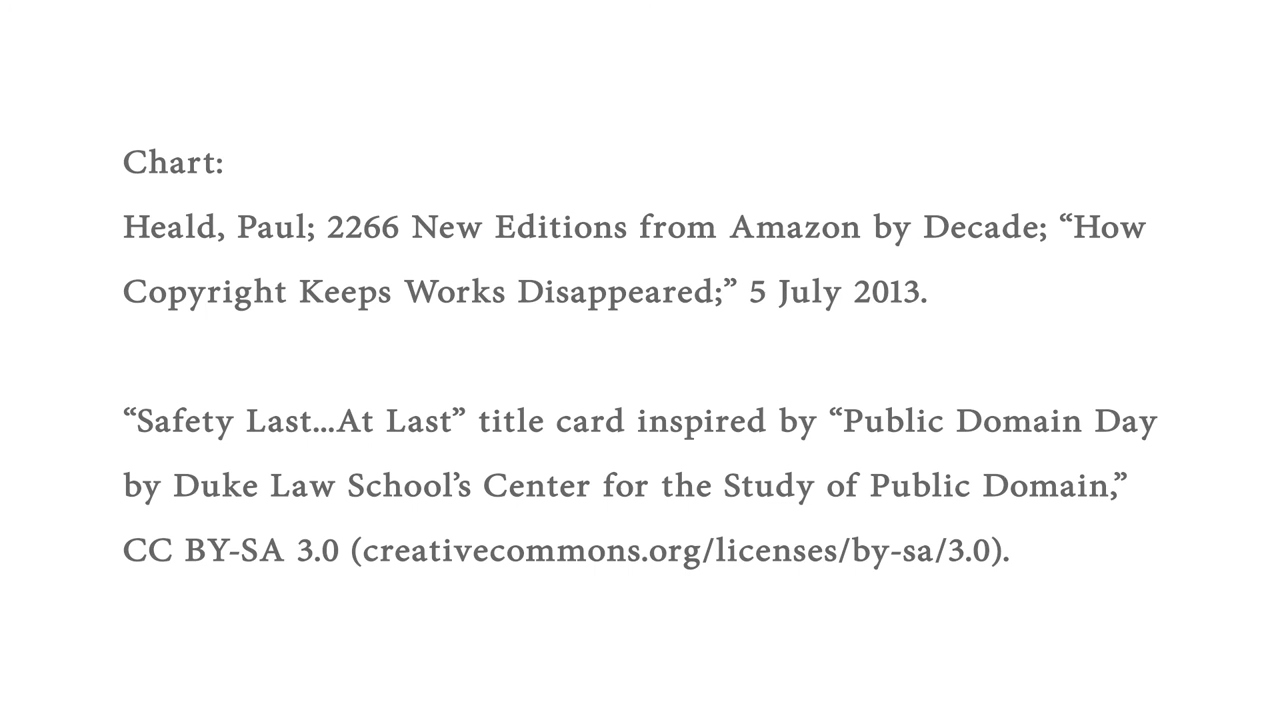 Chart:
Heald, Paul; 2266 New Editions from Amazon by Decade; “How
Copyright Keeps Works Disappeared;” 5 July 2013.
“Safety Last...At Last” title card inspired by “Public Domain Day
by Duke Law School’s Center for the Study of Public Domain,”
CC BY-SA 3.0 (creativecommons.org/licenses/by-sa/3.0).